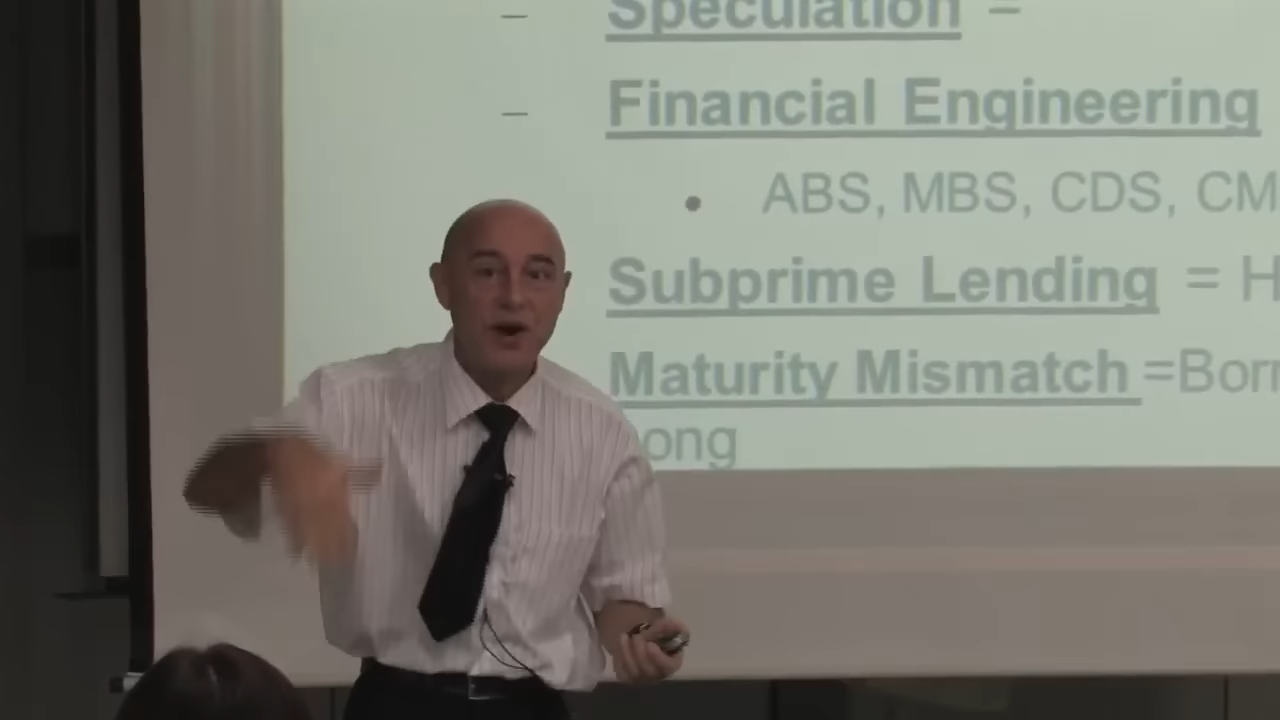 – Speculation =
– Financial Engineering
• ABS, MBS, CDS, CM
Subprime Lending = H
Maturity Mismatch =Borr
ong